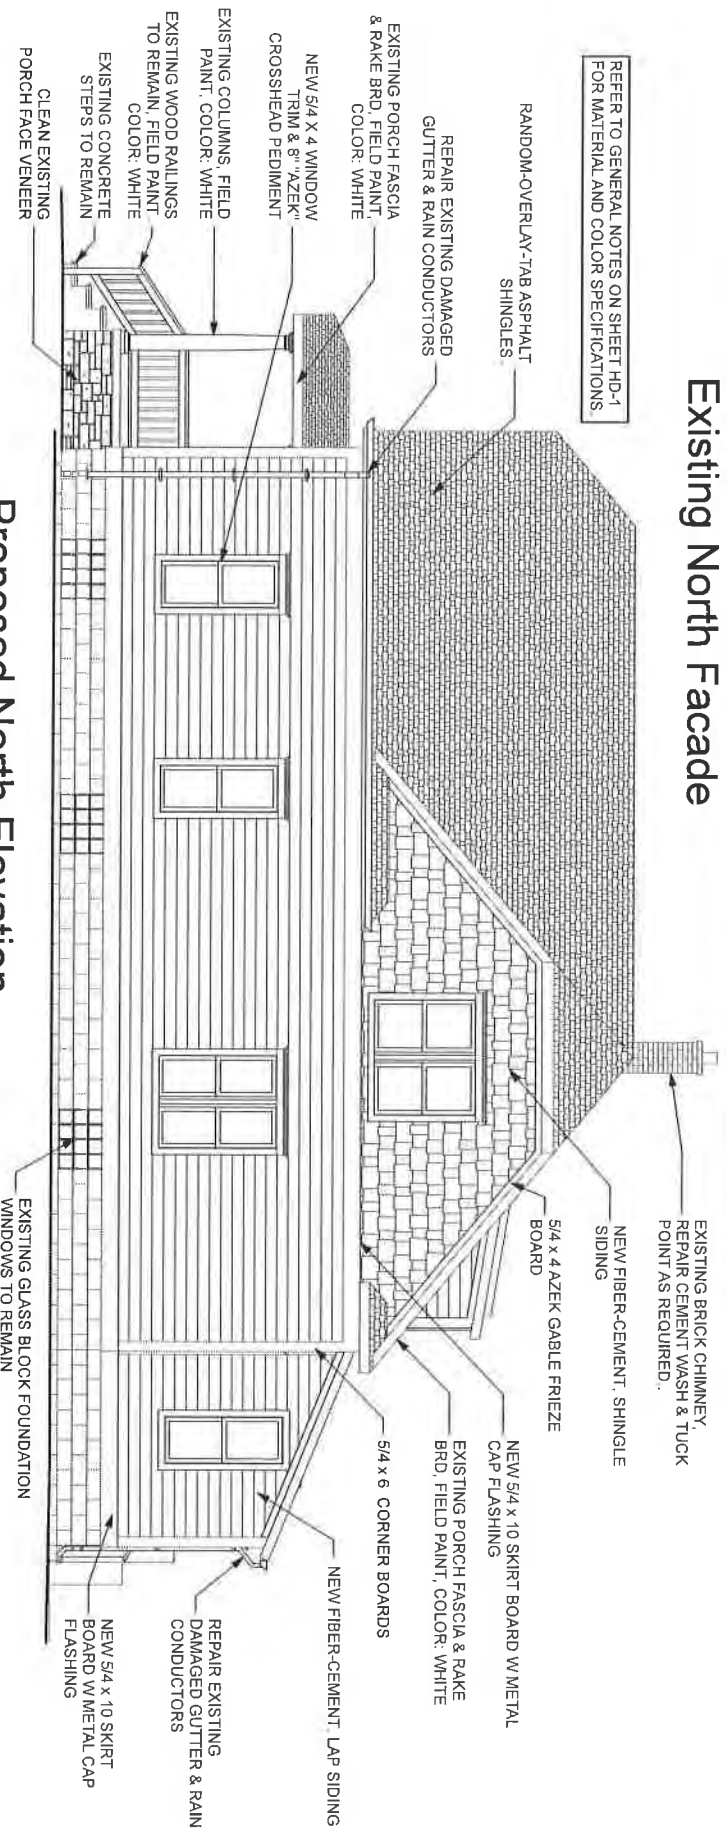 Existing North Facade
REFER TO GENERAL NOTES ON SHEET HD-1
FOR MATERIAL AND COLOR SPECIFICATIONS.
RANDOM-OVERLAY-TAB ASPHALT
SHINGLES.
REPAIR EXISTING DAMAGED
GUTTER & RAIN CONDUCTORS
EXISTING PORCH FASCIA
& RAKE BRD, FIELD PAINT,
COLOR: WHITE
NEW 5/4 X 4 WINDOW
TRIM & 8" "AZEK"
CROSSHEAD PEDIMENT
EXISTING COLUMNS, FIELD
PAINT, COLOR: WHITE
EXISTING WOOD RAILINGS
TO REMAIN, FIELD PAINT
COLOR: WHITE
EXISTING CONCRETE
STEPS TO REMAIN
CLEAN EXISTING
PORCH FACE VENEER
EXISTING BRICK CHIMNEY,
REPAIR CEMENT WASH & TUCK
POINT AS REQUIRED,.
NEW FIBER-CEMENT, SHINGLE
SIDING
5/4 x 4 AZEK GABLE FRIEZE
BOARD
NEW 5/4 x 10 SKIRT BOARD W METAL
CAP FLASHING
EXISTING PORCH FASCIA & RAKE
BRD, FIELD PAINT, COLOR: WHITE
5/4 x 6 CORNER BOARDS
NEW FIBER-CEMENT, LAP SIDING
REPAIR EXISTING
DAMAGED GUTTER & RAIN
CONDUCTORS
NEW 5/4 x 10 SKIRT
BOARD W METAL CAP
FLASHING
EXISTING GLASS BLOCK FOUNDATION
WINDOWS TO REMAIN
Proposed North Elevation